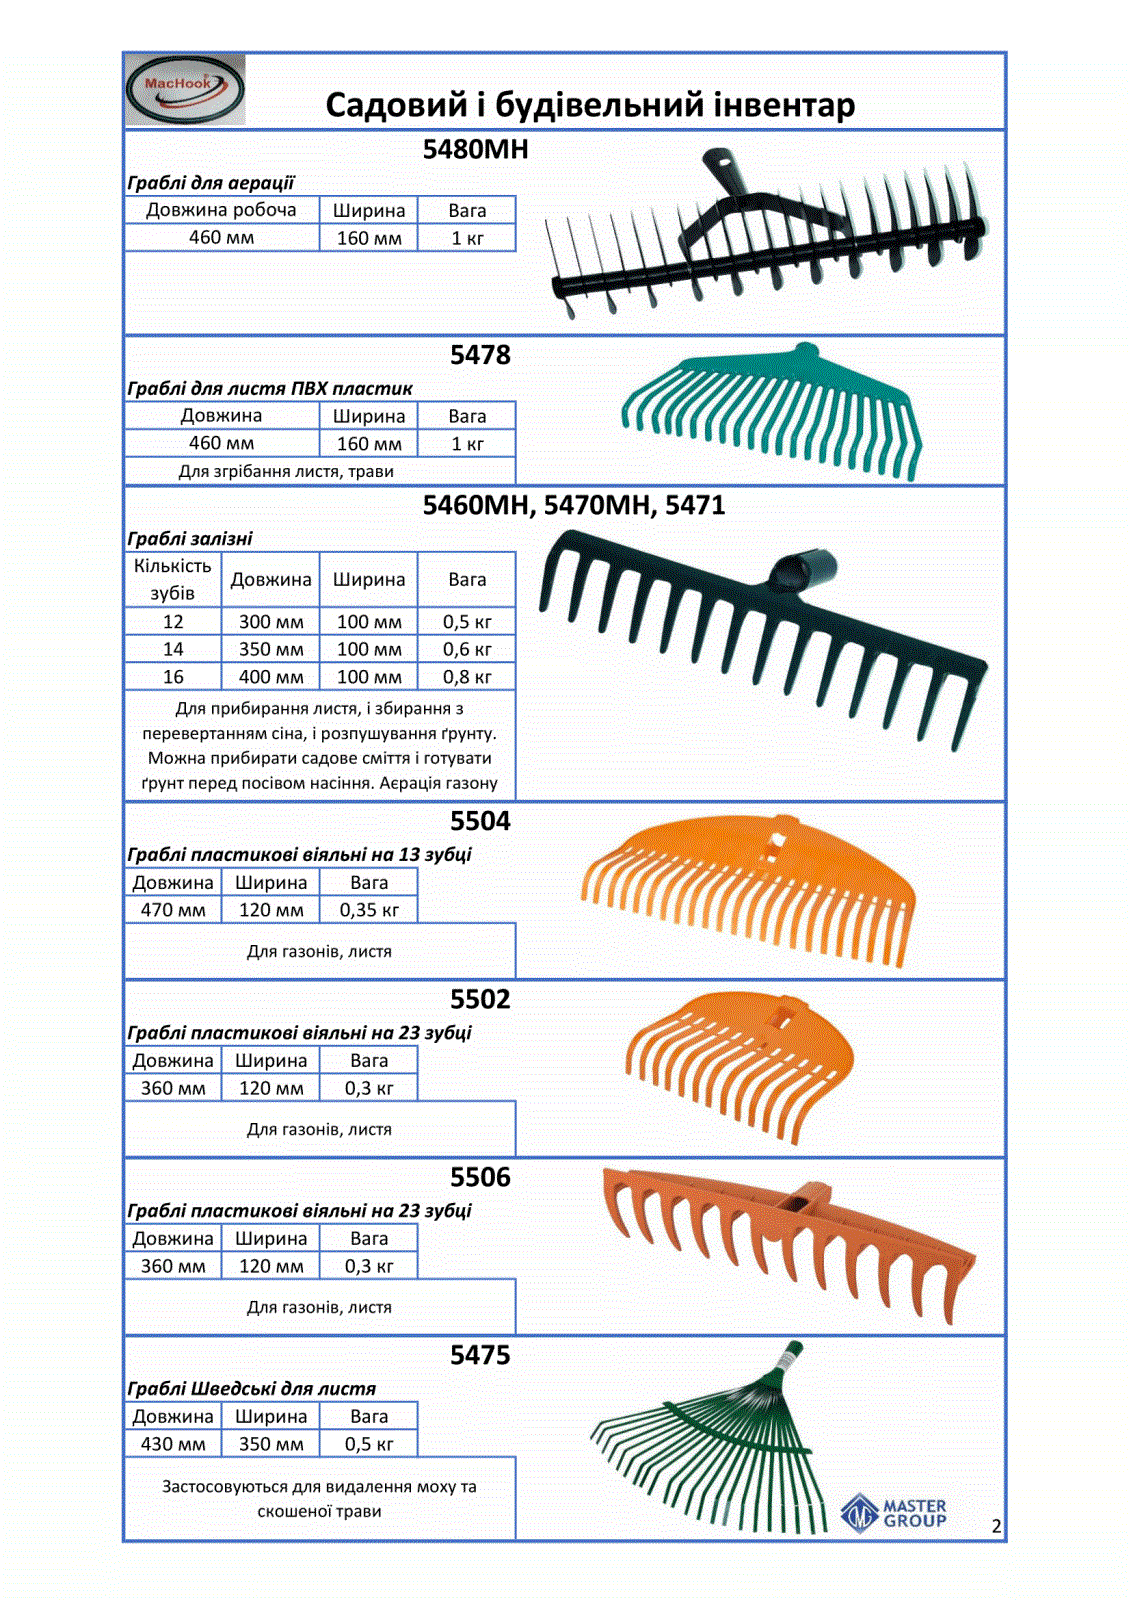 MacHook®
Садовий і будівельний інвентар
5480МН
Граблі для аерації
Довжина робоча Ширина Вага
460 мм 160 мм 1 кг
5478
Граблі для листя ПВХ пластик
Довжина Ширина Вага
460 мм 160 мм 1 кг
Для згрібання листя, трави
5460МН, 5470МН, 5471
Граблі залізні
Кількість
зубів Довжина Ширина Вага
12 300 мм 100 мм 0,5 кг
14 350 мм 100 мм 0,6 кг
16 400 мм 100 мм 0,8 кг
Для прибирання листя, і збирання з
перевертанням сіна, і розпушування ґрунту.
Можна прибирати садове сміття і готувати
ґрунт перед посівом насіння. Аєрація газону
5504
Граблі пластикові віяльні на 13 зубці
Довжина Ширина Вага
470 мм 120 мм 0,35 кг
Для газонів, листя
5502
Граблі пластикові віяльні на 23 зубці
Довжина Ширина Вага
360 мм 120 мм 0,3 кг
Для газонів, листя
5506
Граблі пластикові віяльні на 23 зубці
Довжина Ширина Вага
360 мм 120 мм 0,3 кг
Для газонів, листя
5475
Граблі Шведські для листя
Довжина Ширина Вага
430 мм 350 мм 0,5 кг
Застосовуються для видалення моху та
скошеної трави
MASTER
GROUP
2